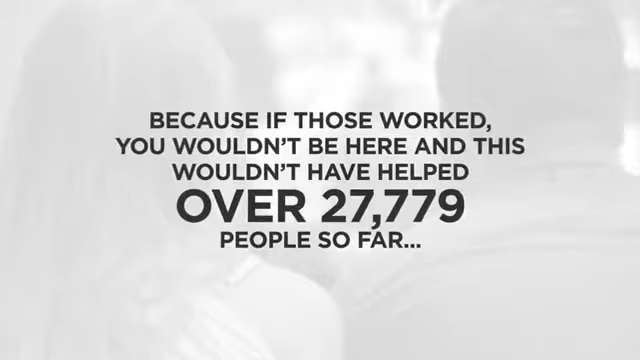 BECAUSE IF THOSE WORKED,
YOU WOULDN'T BE HERE AND THIS
WOULDN'T HAVE HELPED
OVER 27,779
PEOPLE SO FAR...